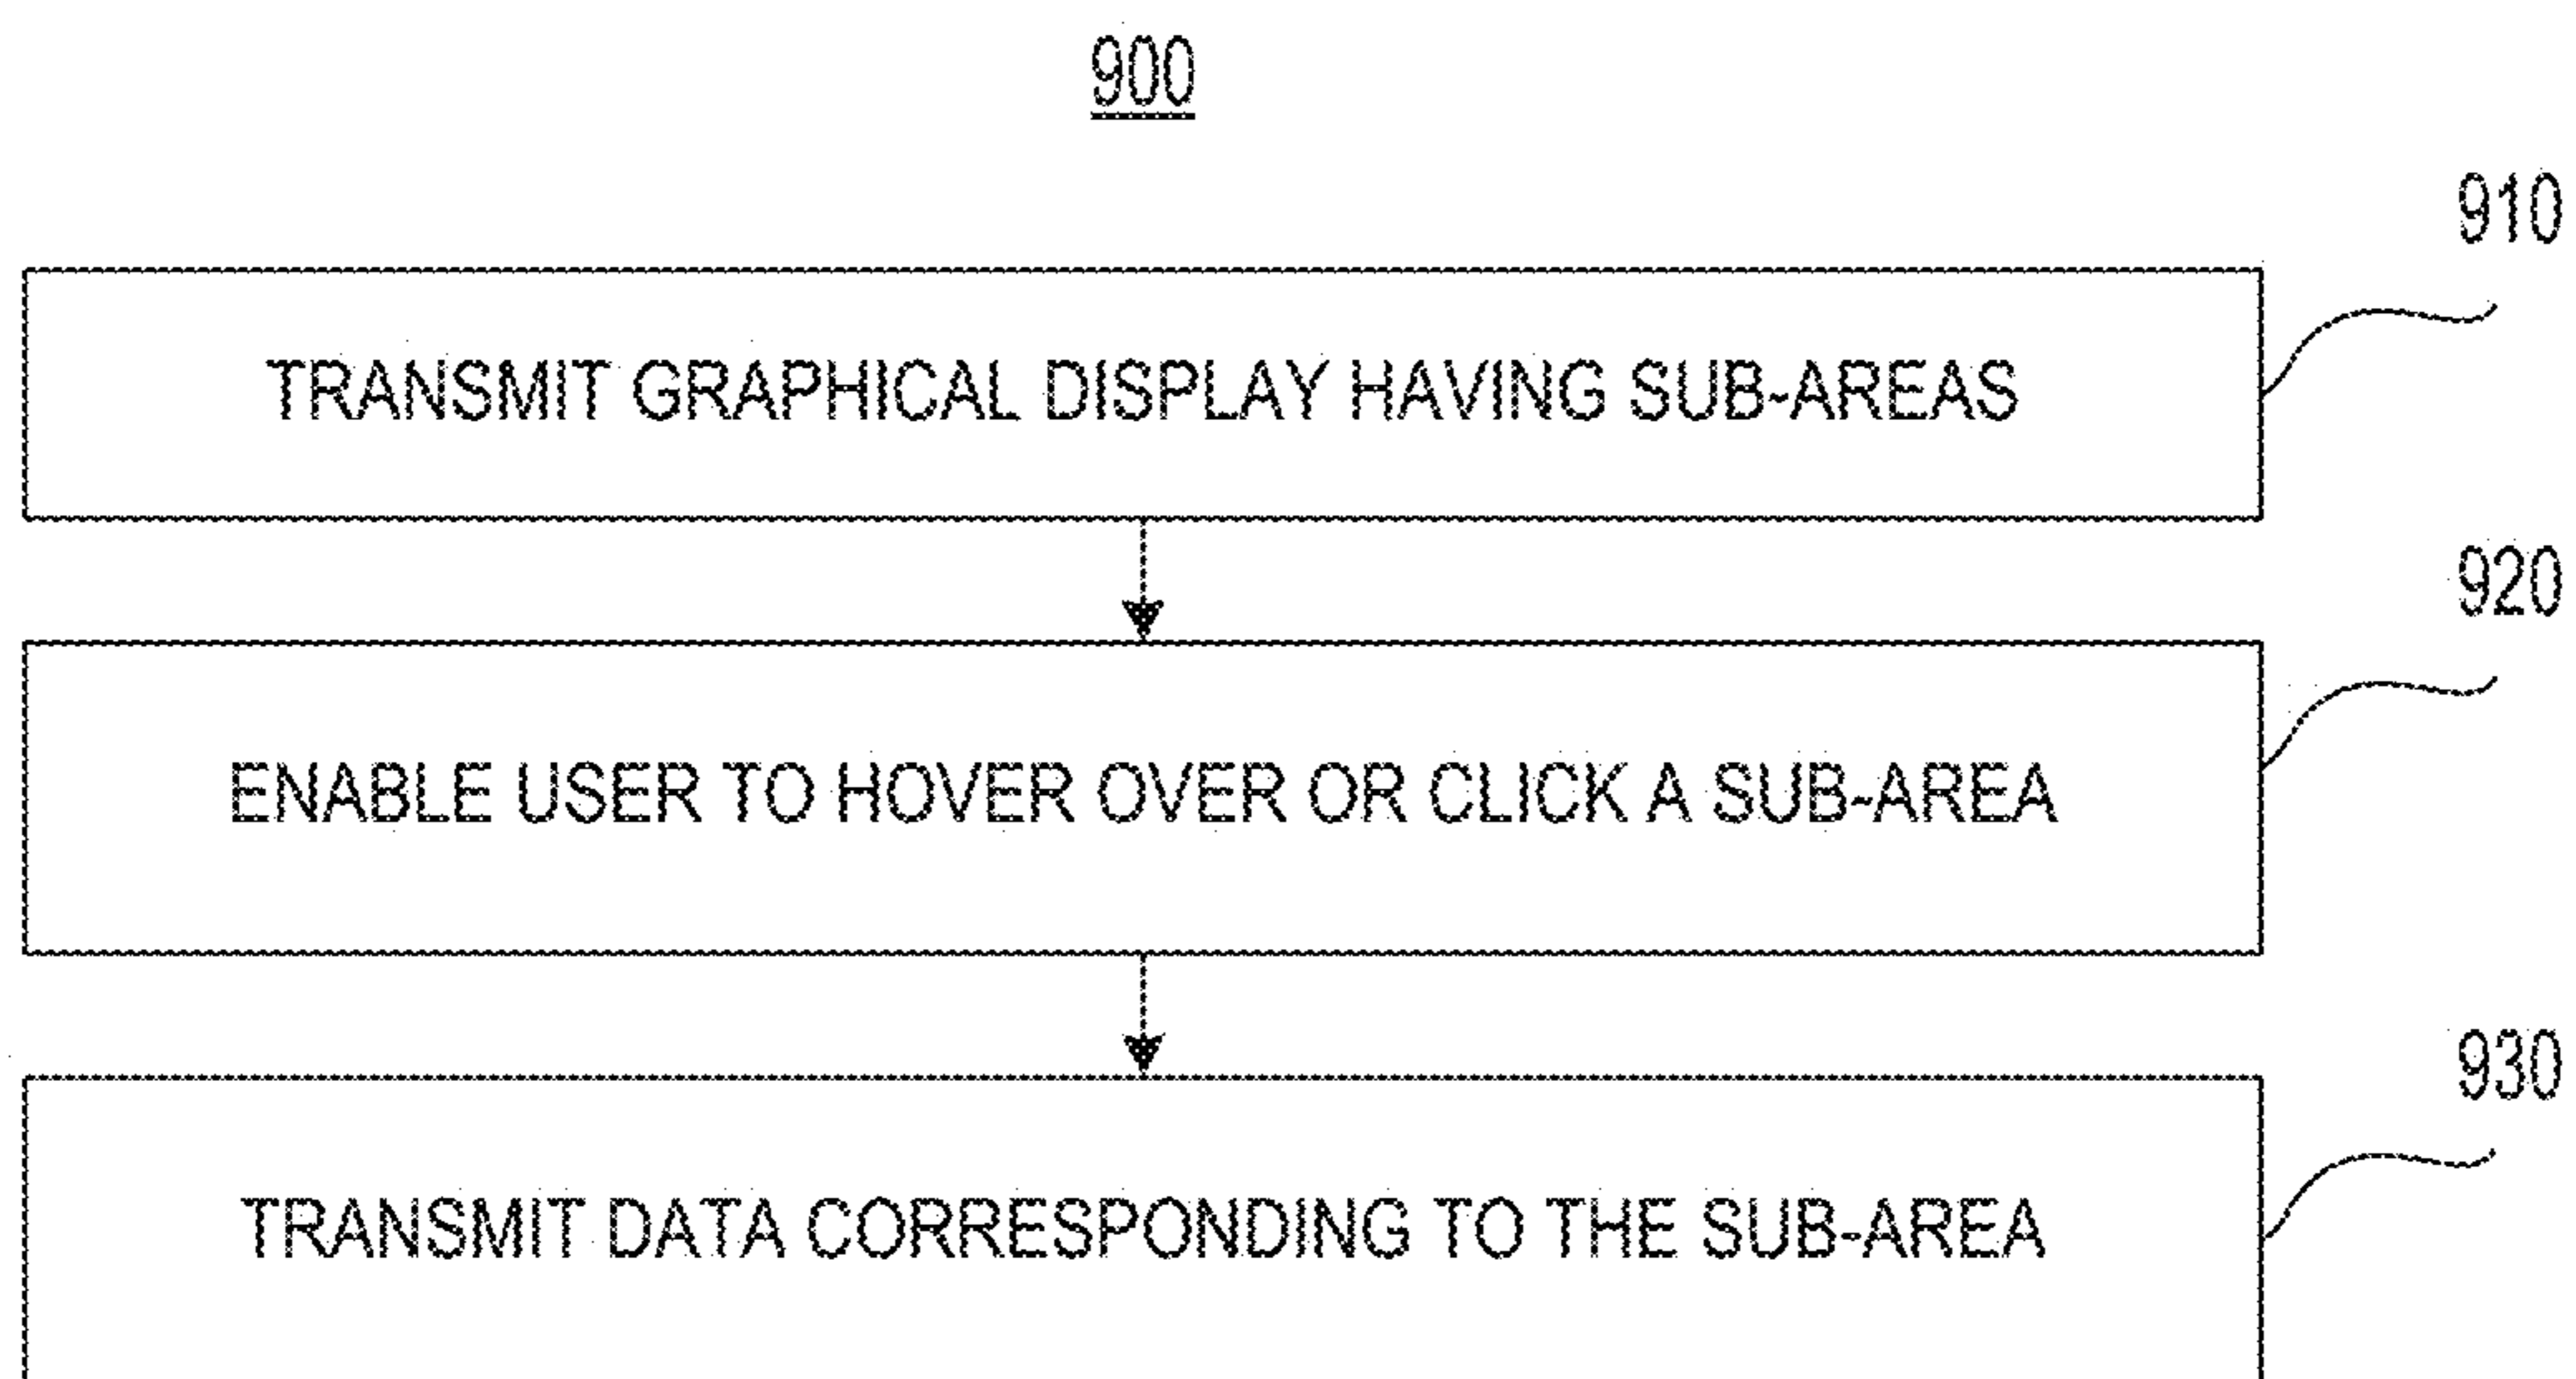 900
910
TRANSMIT GRAPHICAL DISPLAY HAVING SUB-AREAS
920
ENABLE USER TO HOVER OVER OR CLICK A SUB-AREA
930
TRANSMIT DATA CORRESPONDING TO THE SUB-AREA